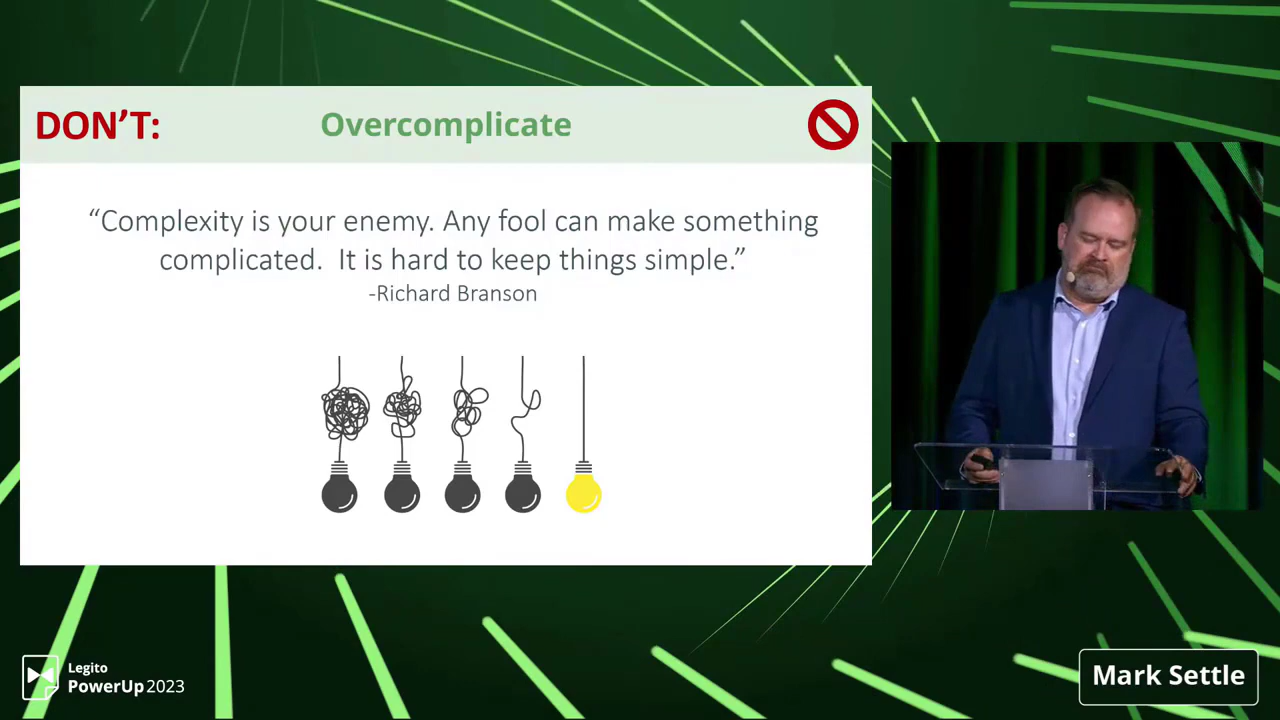 DON’T:
Overcomplicate
“Complexity is your enemy. Any fool can make something
complicated.  It is hard to keep things simple.”
-Richard Branson
Legito
PowerUp 2023
Mark Settle